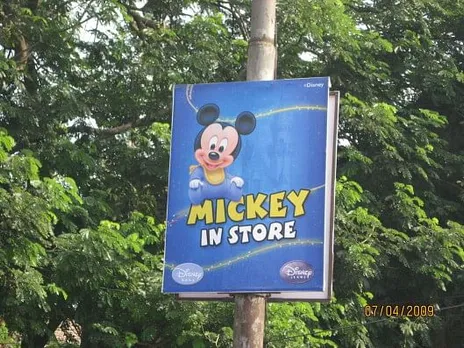 ©Disney
MICKEY
IN STORE
Disney
Disney
07/04/2009